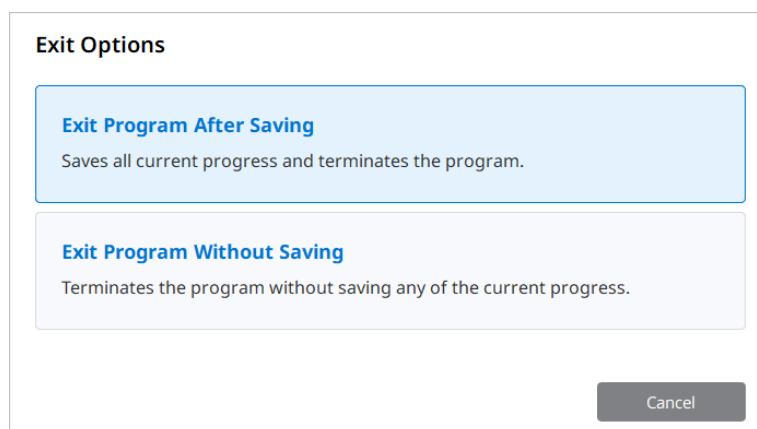 Exit Options
Exit Program After Saving
Saves all current progress and terminates the program.
Exit Program Without Saving
Terminates the program without saving any of the current progress.
Cancel